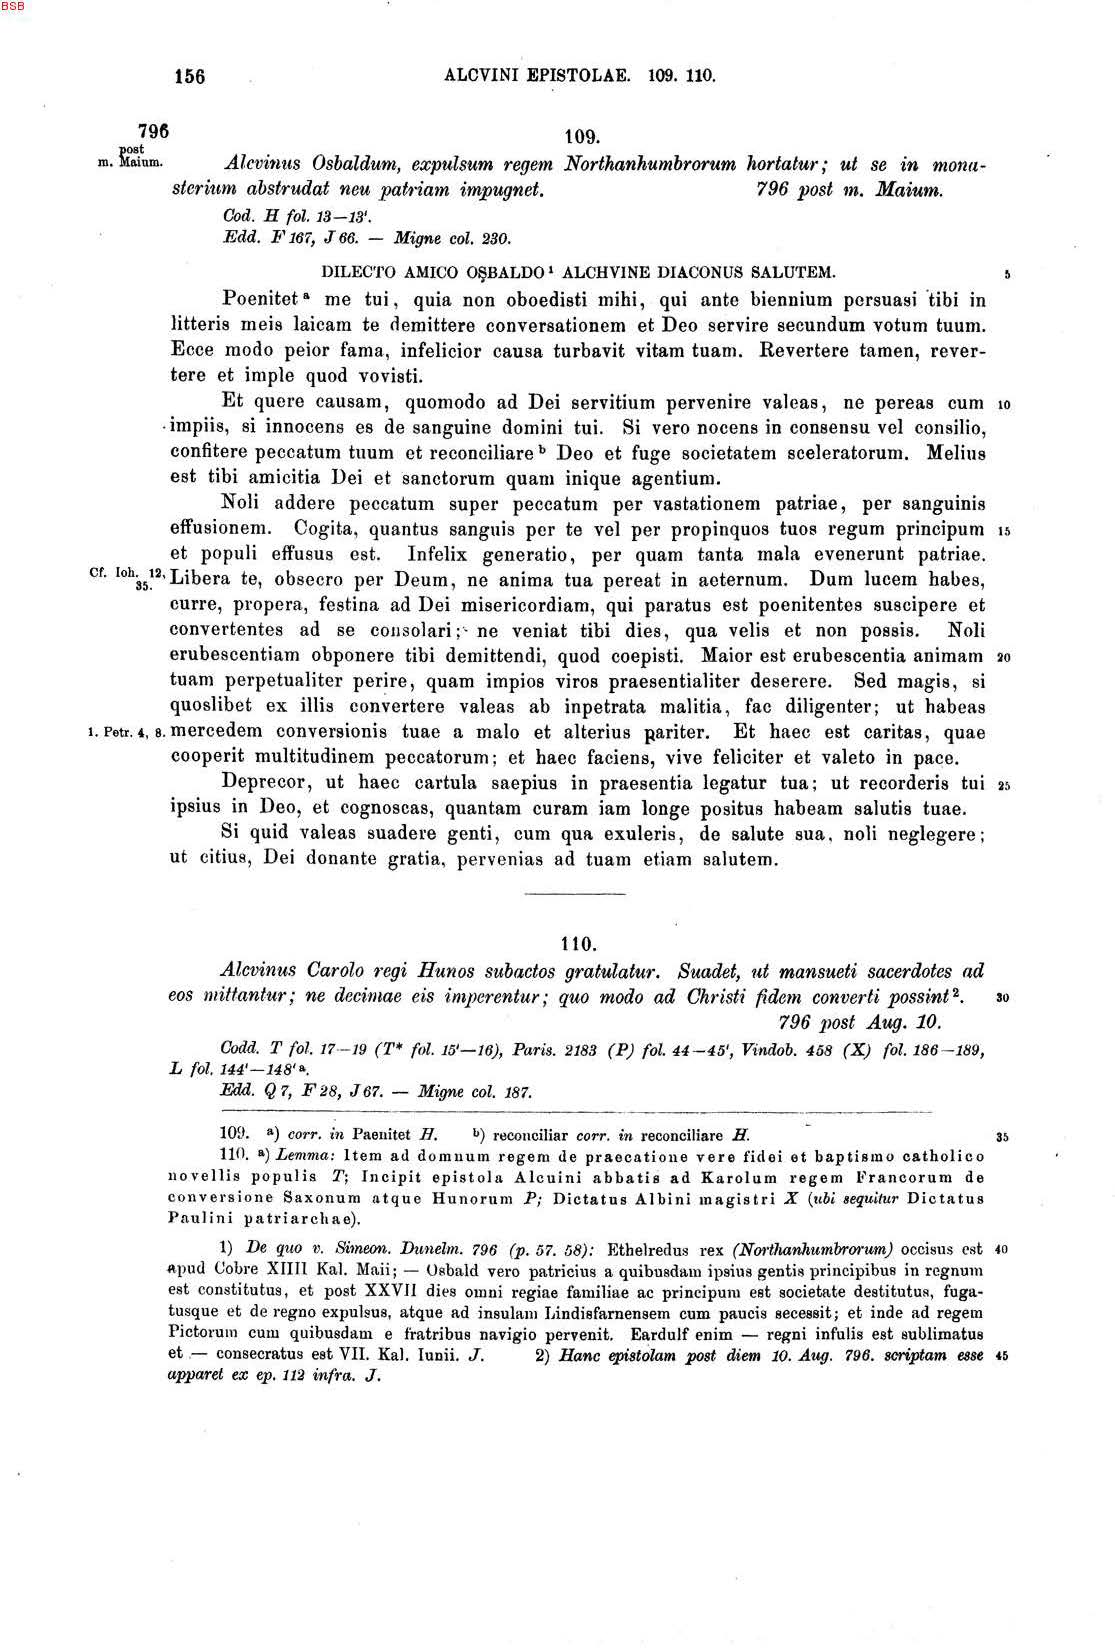 BSB
156 ALCVINI EPISTOLAE. 109. 110.
796
post
m. Maium.
109.
Alcvinus Osbaldum, expulsum regem Northanhumbrorum hortatur; ut se in mona-
sterium abstrudat neu patriam impugnet. 796 post m. Maium.
Cod. H fol. 13—13'.
Edd. F 167, J 66. — Migne col. 230.
DILECTO AMICO OSBALDO¹ ALCHVINE DIACONUS SALUTEM. 5
Poenitetᵃ me tui, quia non oboedisti mihi, qui ante biennium persuasi tibi in
litteris meis laicam te demittere conversationem et Deo servire secundum votum tuum.
Ecce modo peior fama, infelicior causa turbavit vitam tuam. Revertere tamen, rever-
tere et imple quod vovisti.
Et quere causam, quomodo ad Dei servitium pervenire valeas, ne pereas cum 10
impiis, si innocens es de sanguine domini tui. Si vero nocens in consensu vel consilio,
confitere peccatum tuum et reconciliareᵇ Deo et fuge societatem sceleratorum. Melius
est tibi amicitia Dei et sanctorum quam inique agentium.
Noli addere peccatum super peccatum per vastationem patriae, per sanguinis
effusionem. Cogita, quantus sanguis per te vel per propinquos tuos regum principum 15
et populi effusus est. Infelix generatio, per quam tanta mala evenerunt patriae.
Cf. Ioh. 12, 35. Libera te, obsecro per Deum, ne anima tua pereat in aeternum. Dum lucem habes,
curre, propera, festina ad Dei misericordiam, qui paratus est poenitentes suscipere et
convertentes ad se consolari; ne veniat tibi dies, qua velis et non possis. Noli
erubescentiam obponere tibi demittendi, quod coepisti. Maior est erubescentia animam 20
tuam perpetualiter perire, quam impios viros praesentialiter deserere. Sed magis, si
quoslibet ex illis convertere valeas ab inpetrata malitia, fac diligenter; ut habeas
1. Petr. 4, 8. mercedem conversionis tuae a malo et alterius pariter. Et haec est caritas, quae
cooperit multitudinem peccatorum; et haec faciens, vive feliciter et valeto in pace.
Deprecor, ut haec cartula saepius in praesentia legatur tua; ut recorderis tui 25
ipsius in Deo, et cognoscas, quantam curam iam longe positus habeam salutis tuae.
Si quid valeas suadere genti, cum qua exuleris, de salute sua, noli neglegere;
ut citius, Dei donante gratia, pervenias ad tuam etiam salutem.
110.
Alcvinus Carolo regi Hunos subactos gratulatur. Suadet, ut mansueti sacerdotes ad
eos mittantur; ne decimae eis imperentur; quo modo ad Christi fidem converti possint². 30
796 post Aug. 10.
Codd. T fol. 17—19 (T* fol. 15'—16), Paris. 2183 (P) fol. 44—45', Vindob. 458 (X) fol. 186—189,
L fol. 144'—148'ᵃ.
Edd. Q 7, F 28, J 67. — Migne col. 187.
109. ᵃ) corr. in Paenitet H. ᵇ) reconciliar corr. in reconciliare H. 35
110. ᵃ) Lemma: Item ad domnum regem de praecatione vere fidei et baptismo catholico
novellis populis T; Incipit epistola Alcuini abbatis ad Karolum regem Francorum de
conversione Saxonum atque Hunorum P; Dictatus Albini magistri X (ubi sequitur Dictatus
Paulini patriarchae).
1) De quo v. Simeon. Dunelm. 796 (p. 57. 58): Ethelredus rex (Northanhumbrorum) occisus est 40
apud Cobre XIIII Kal. Maii; — Osbald vero patricius a quibusdam ipsius gentis principibus in regnum
est constitutus, et post XXVII dies omni regiae familiae ac principum est societate destitutus, fuga-
tusque et de regno expulsus, atque ad insulam Lindisfarnensem cum paucis secessit; et inde ad regem
Pictorum cum quibusdam e fratribus navigio pervenit. Eardulf enim — regni infulis est sublimatus
et — consecratus est VII. Kal. Iunii. J. 2) Hanc epistolam post diem 10. Aug. 796. scriptam esse 45
apparet ex ep. 112 infra. J.